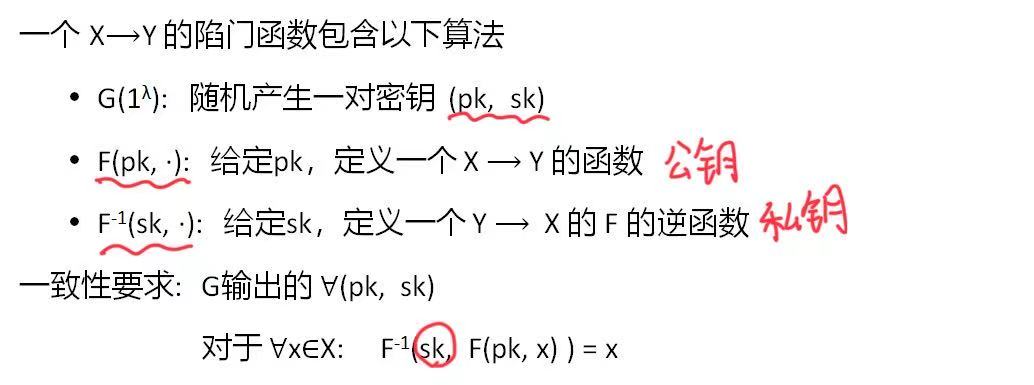 一个 X⟶Y 的陷门函数包含以下算法
• G(1^λ): 随机产生一对密钥 (pk, sk)
• F(pk, ·): 给定pk，定义一个 X ⟶ Y 的函数 公钥
• F⁻¹(sk, ·): 给定sk，定义一个 Y ⟶ X 的 F 的逆函数 私钥
一致性要求: G输出的 ∀(pk, sk)
对于 ∀x∈X: F⁻¹(sk, F(pk, x) ) = x